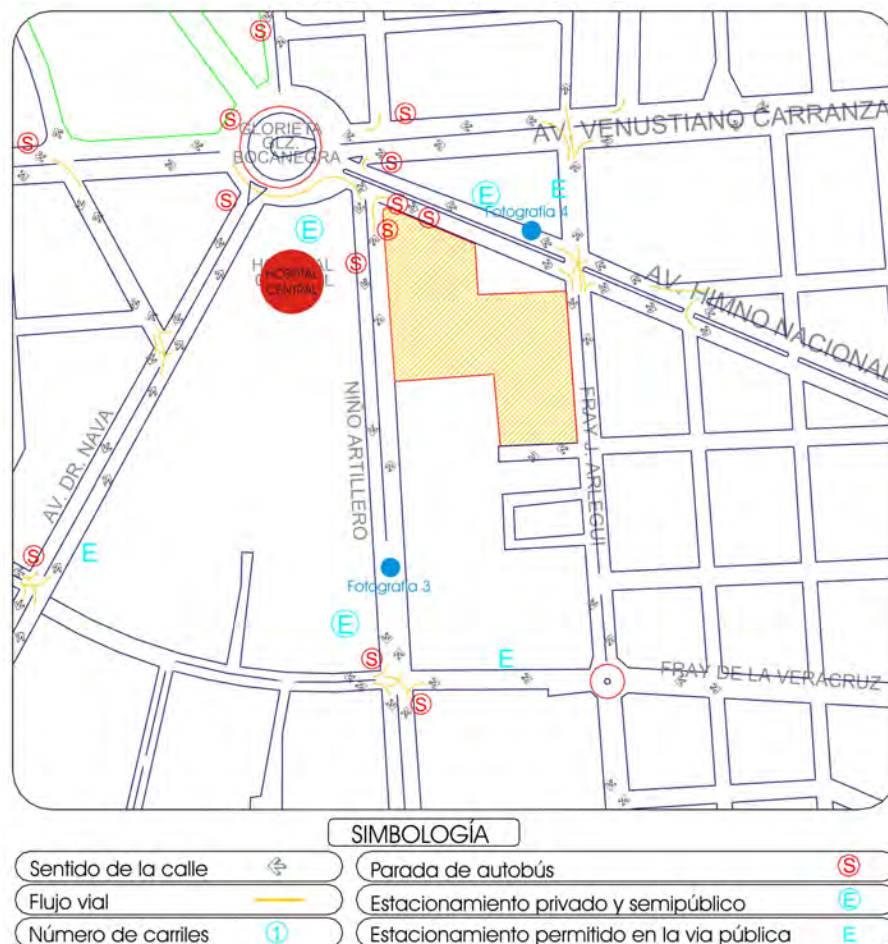 S
S
S
S
S
GLORIETA
GLZ.
BOCANEGRA
AV. VENUSTIANO CARRANZA
S
S
E
E
S
S
Fotografía 4
E
S
S
HOSPITAL
CENTRAL
AV. HIMNO NACIONAL
NIÑO ARTILLERO
FRAY J. ARLEGUI
AV. DR. NAVA
S
E
Fotografía 3
E
S
E
FRAY DE LA VERACRUZ
S
SIMBOLOGÍA
Sentido de la calle
Parada de autobús S
Flujo vial
Estacionamiento privado y semipúblico E
Número de carriles 1
Estacionamiento permitido en la via pública E